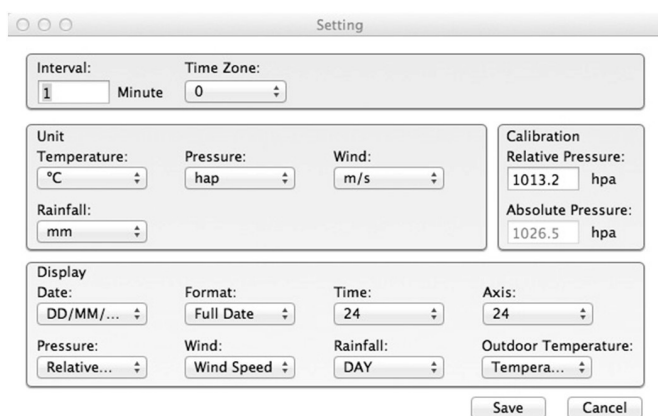 Setting
Interval: Time Zone:
1 Minute 0
Unit
Temperature: Pressure: Wind:
°C hap m/s
Rainfall:
mm
Calibration
Relative Pressure:
1013.2 hpa
Absolute Pressure:
1026.5 hpa
Display
Date: Format: Time: Axis:
DD/MM/... Full Date 24 24
Pressure: Wind: Rainfall: Outdoor Temperature:
Relative... Wind Speed DAY Tempera...
Save Cancel